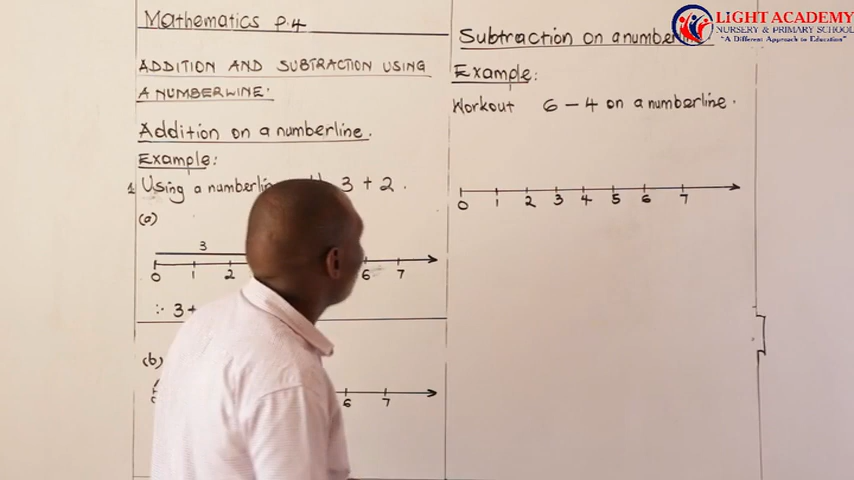 Mathematics p.4
ADDITION AND SUBTRACTION USING
A NUMBERLINE:
Addition on a numberline.
Example:
1. Using a 3 + 2 .
(a)
3
0 1 2 6 7
∴ 3 +
(b)
6 7
Subtraction on a
Example:
Workout 6 - 4 on a numberline.
0 1 2 3 4 5 6 7
LIGHT ACADEMY
NURSERY & PRIMARY SCHOOL
"A Different Approach to Education"